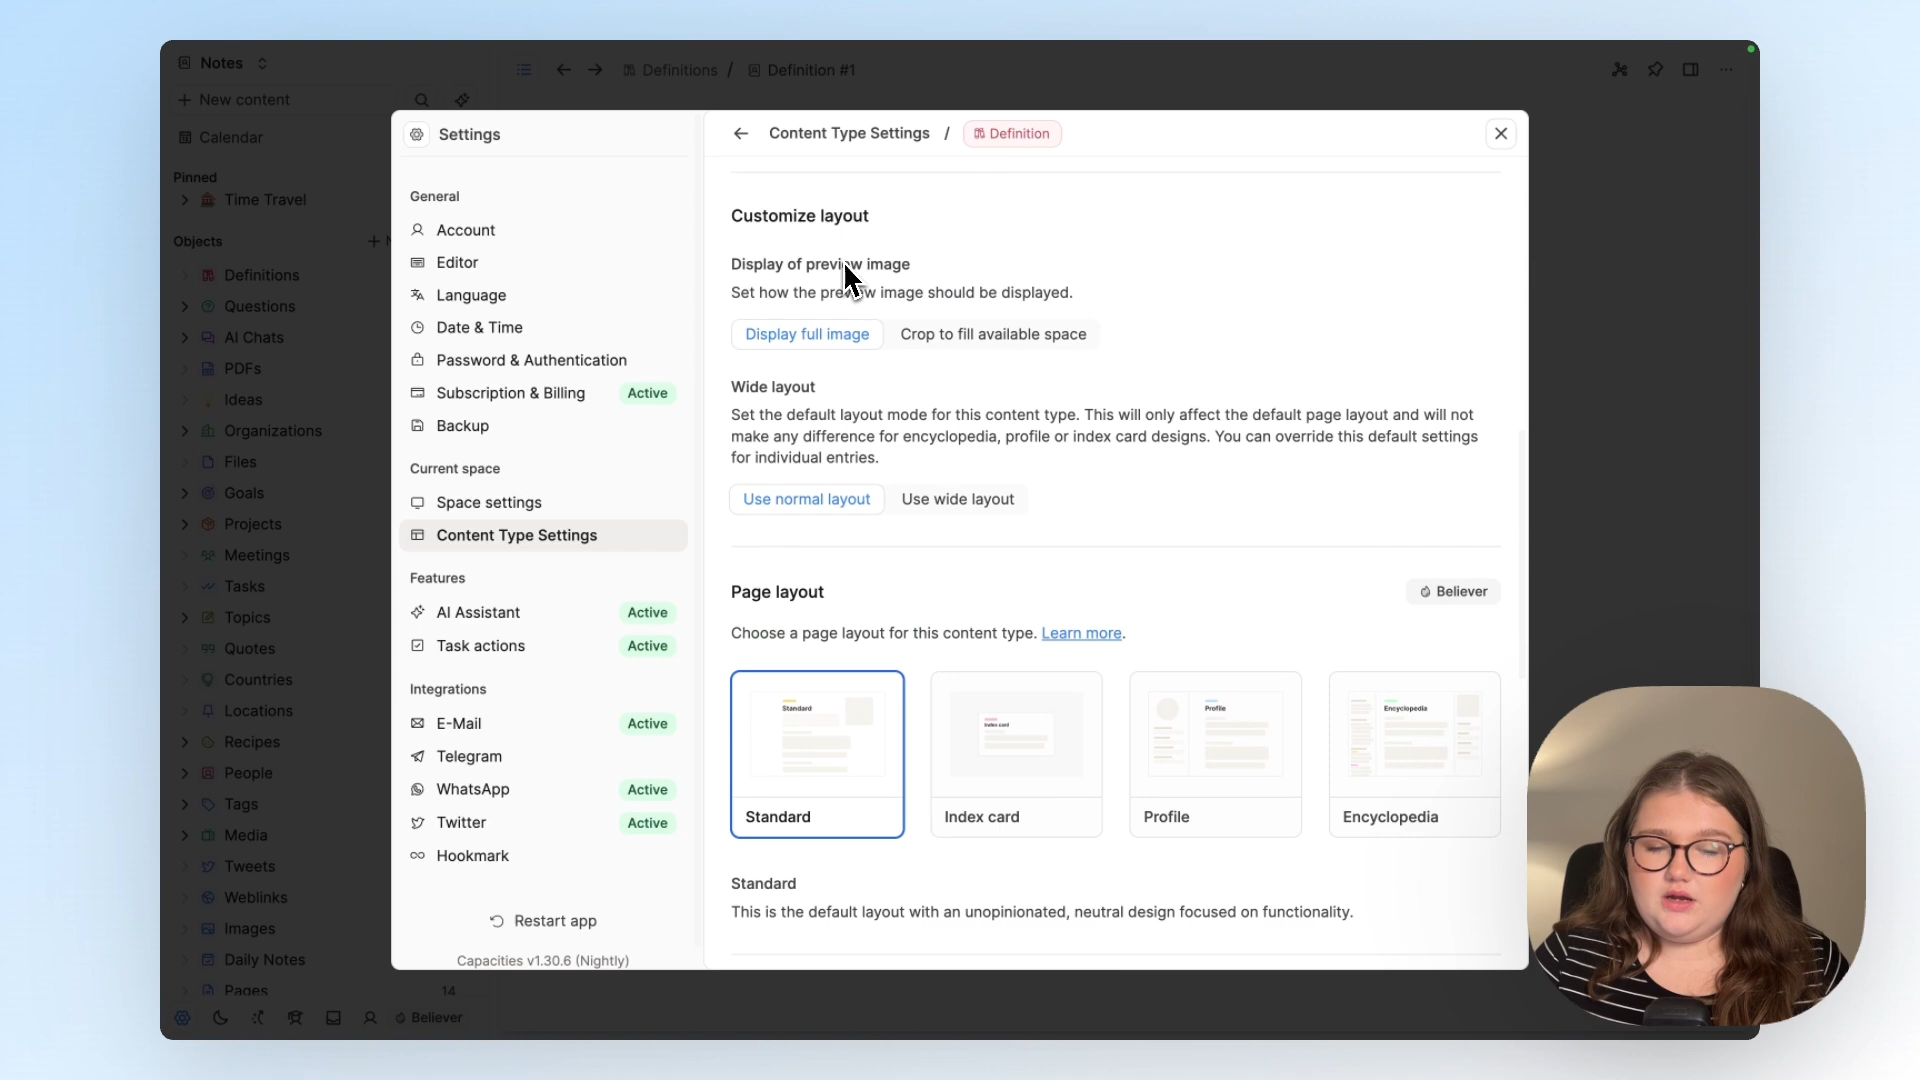 Notes
New content
Calendar
Pinned
Time Travel
Objects
Definitions
Questions
AI Chats
PDFs
Ideas
Organizations
Files
Goals
Projects
Meetings
Tasks
Topics
Quotes
Countries
Locations
Recipes
People
Tags
Media
Tweets
Weblinks
Images
Daily Notes
Pages 14
Believer
Definitions / Definition #1
Settings
General
Account
Editor
Language
Date & Time
Password & Authentication
Subscription & Billing Active
Backup
Current space
Space settings
Content Type Settings
Features
AI Assistant Active
Task actions Active
Integrations
E-Mail Active
Telegram
WhatsApp Active
Twitter Active
Hookmark
Restart app
Capacities v1.30.6 (Nightly)
Content Type Settings / Definition
Customize layout
Display of preview image
Set how the preview image should be displayed.
Display full image Crop to fill available space
Wide layout
Set the default layout mode for this content type. This will only affect the default page layout and will not
make any difference for encyclopedia, profile or index card designs. You can override this default settings
for individual entries.
Use normal layout Use wide layout
Page layout Believer
Choose a page layout for this content type. Learn more.
Standard Index card Profile Encyclopedia
Standard Index card Profile Encyclopedia
Standard
This is the default layout with an unopinionated, neutral design focused on functionality.